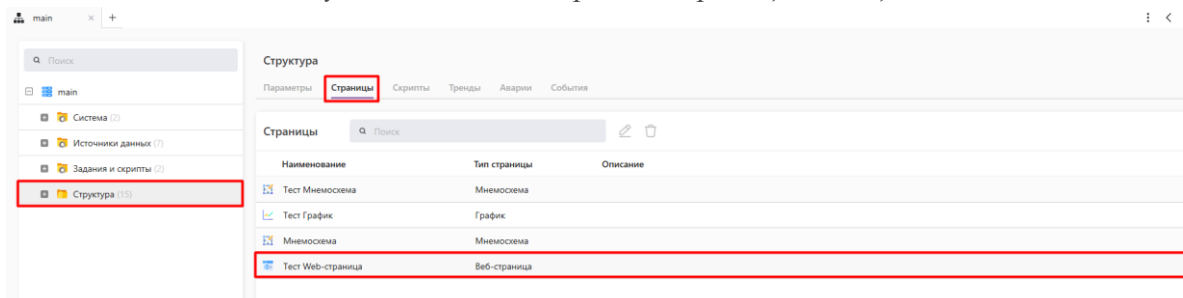 main × +
Поиск
main
Система (2)
Источники данных (7)
Задания и скрипты (2)
Структура (15)
Структура
Параметры Страницы Скрипты Тренды Аварии События
Страницы Поиск
Наименование Тип страницы Описание
Тест Мнемосхема Мнемосхема
Тест График График
Мнемосхема Мнемосхема
Тест Web-страница Веб-страница